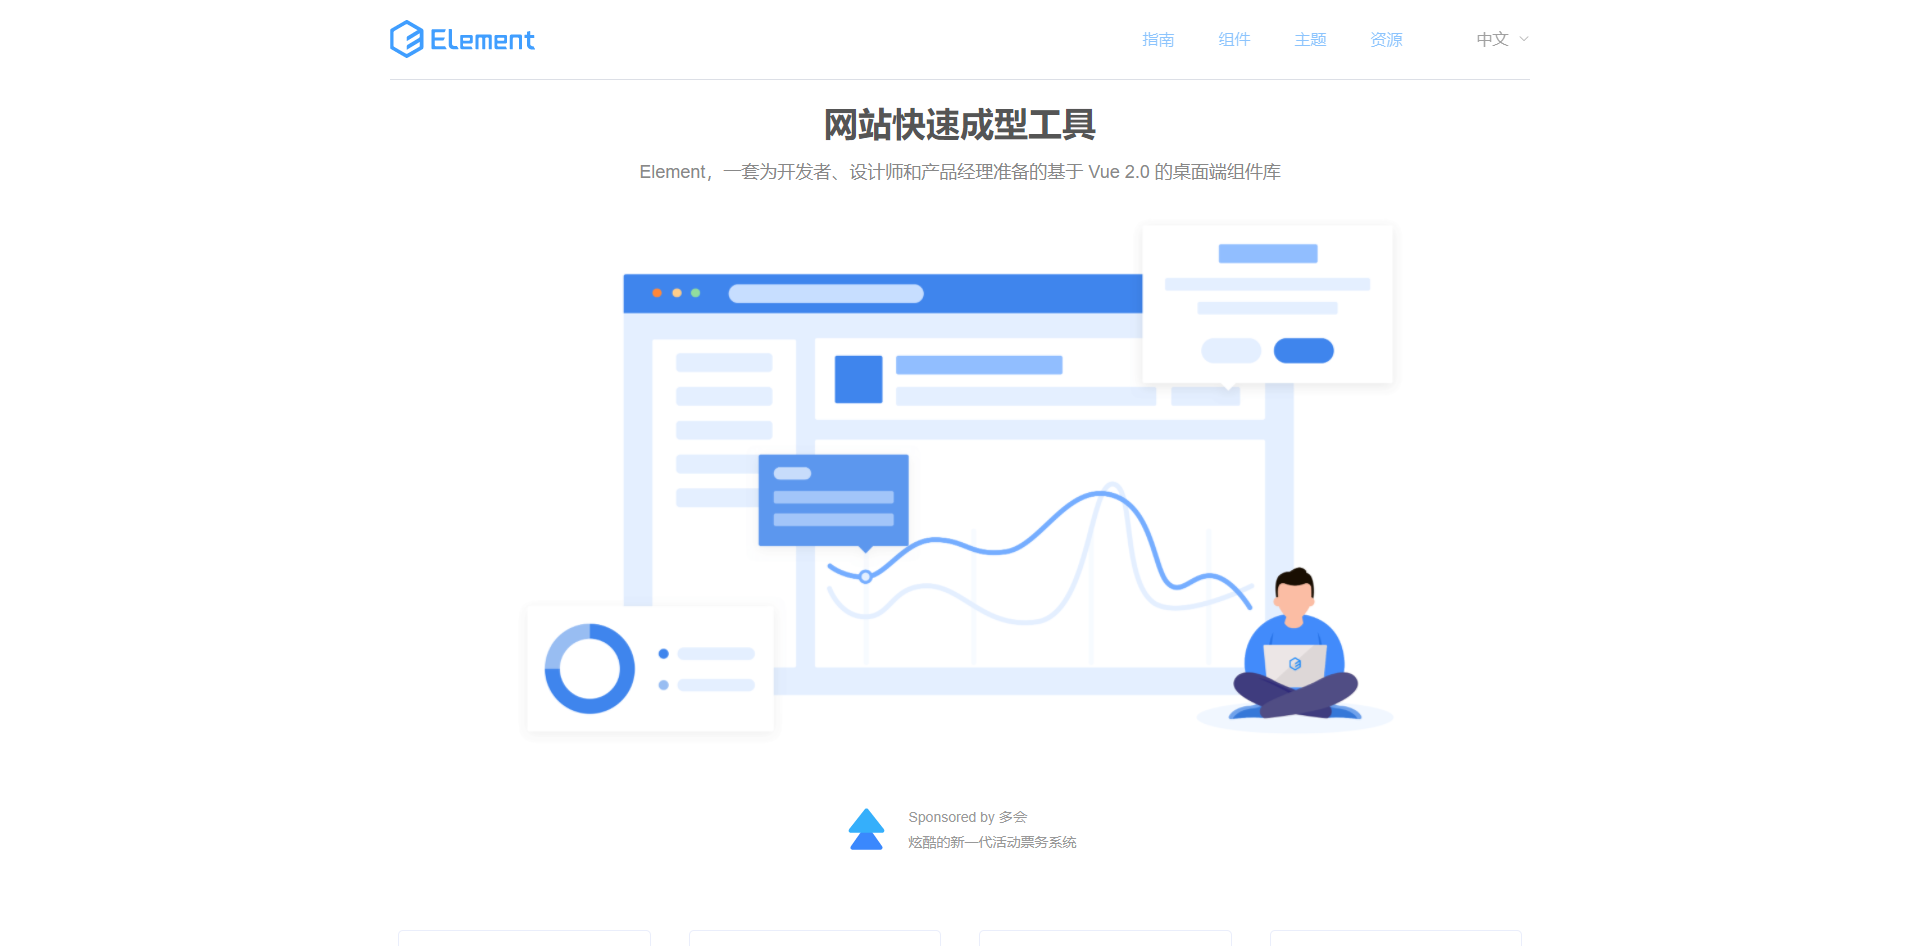 Element
指南 组件 主题 资源 中文
网站快速成型工具
Element，一套为开发者、设计师和产品经理准备的基于 Vue 2.0 的桌面端组件库
Sponsored by 多会
炫酷的新一代活动票务系统